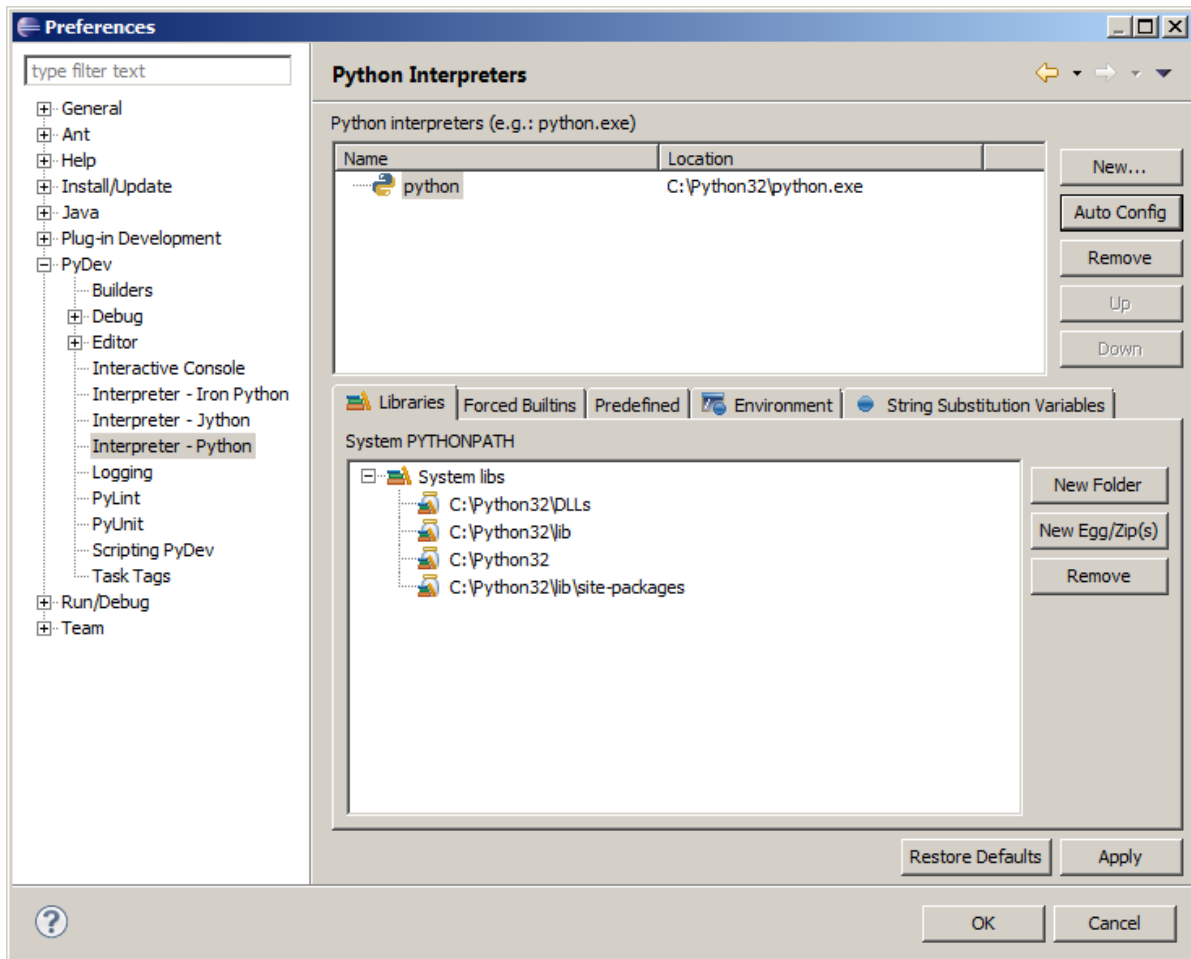 Preferences
type filter text
General
Ant
Help
Install/Update
Java
Plug-in Development
PyDev
Builders
Debug
Editor
Interactive Console
Interpreter - Iron Python
Interpreter - Jython
Interpreter - Python
Logging
PyLint
PyUnit
Scripting PyDev
Task Tags
Run/Debug
Team
Python Interpreters
Python interpreters (e.g.: python.exe)
Name Location
python C:\Python32\python.exe
New...
Auto Config
Remove
Up
Down
Libraries Forced Builtins Predefined Environment String Substitution Variables
System PYTHONPATH
System libs
C:\Python32\DLLs
C:\Python32\lib
C:\Python32
C:\Python32\lib\site-packages
New Folder
New Egg/Zip(s)
Remove
Restore Defaults Apply
? OK Cancel